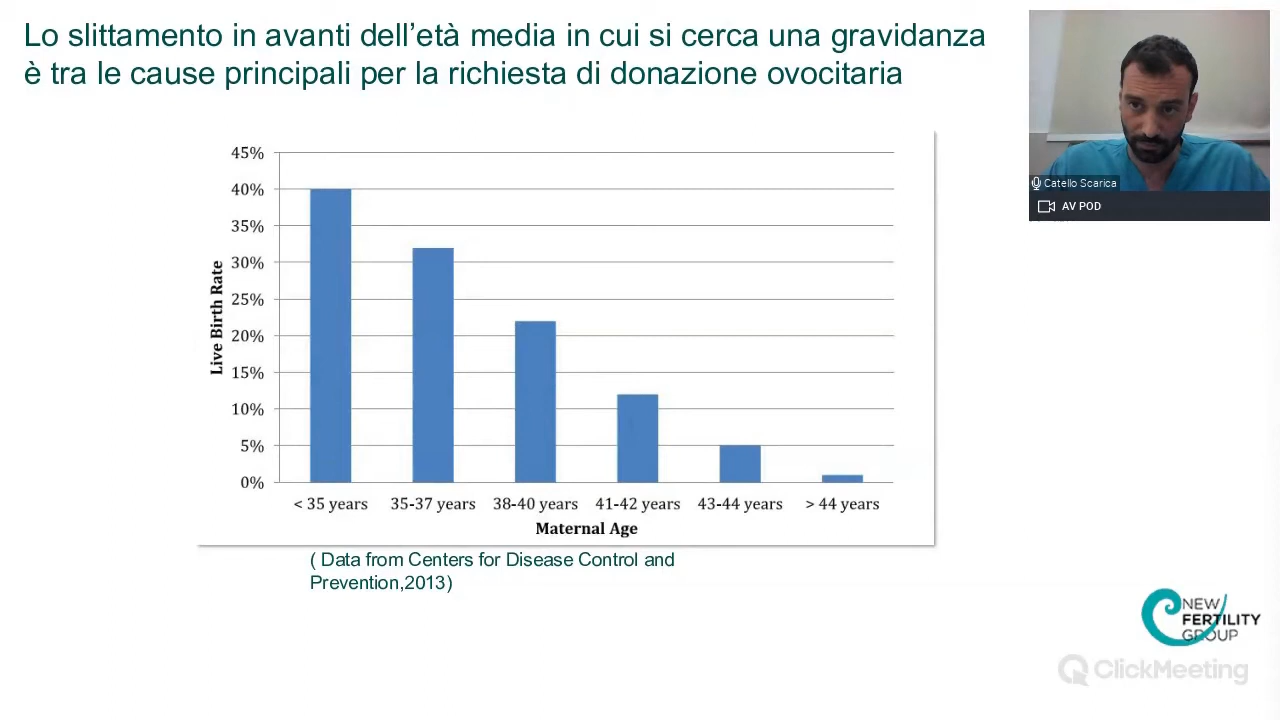 Lo slittamento in avanti dell’età media in cui si cerca una gravidanza
è tra le cause principali per la richiesta di donazione ovocitaria
Catello Scarica
AV POD
45%
40%
35%
30%
25%
20%
15%
10%
5%
0%
Live Birth Rate
< 35 years 35-37 years 38-40 years 41-42 years 43-44 years > 44 years
Maternal Age
( Data from Centers for Disease Control and
Prevention,2013)
NEW
FERTILITY
GROUP
ClickMeeting